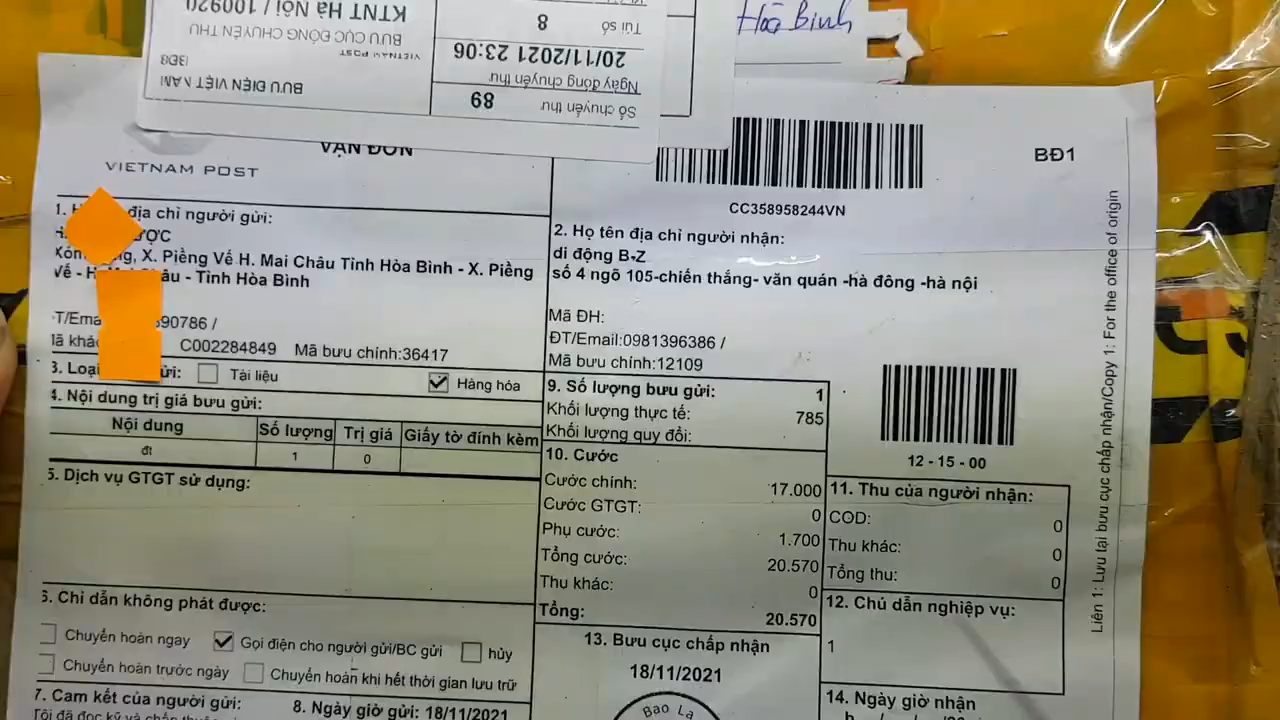 Hoà Bình
Số chuyến thư 89
Ngày đóng chuyến thư
20/11/2021 23:06
Túi số 8
BƯU ĐIỆN VIỆT NAM
BĐ8
VIETNAM POST
BƯU CỤC ĐÓNG CHUYẾN THƯ
KTNT Hà Nội / 100920
VẬN ĐƠN
VIETNAM POST
CC358958244VN
BĐ1
địa chỉ người gửi:
X. Piềng Vế H. Mai Châu Tỉnh Hòa Bình - X. Piềng
Vế - Châu - Tỉnh Hòa Bình
90786 /
C002284849 Mã bưu chính:36417
2. Họ tên địa chỉ người nhận:
di động B-Z
số 4 ngõ 105-chiến thắng- văn quán -hà đông -hà nội
Mã ĐH:
ĐT/Email:0981396386 /
Mã bưu chính:12109
3. Loại gửi: Tài liệu Hàng hóa
4. Nội dung trị giá bưu gửi:
Nội dung Số lượng Trị giá Giấy tờ đính kèm
đt 1 0
5. Dịch vụ GTGT sử dụng:
6. Chỉ dẫn không phát được:
Chuyển hoàn ngay Gọi điện cho người gửi/BC gửi hủy
Chuyển hoàn trước ngày Chuyển hoàn khi hết thời gian lưu trữ
7. Cam kết của người gửi:
8. Ngày giờ gửi: 18/11/2021
9. Số lượng bưu gửi: 1
Khối lượng thực tế: 785
Khối lượng quy đổi:
10. Cước
Cước chính: 17.000
Cước GTGT: 0
Phụ cước: 1.700
Tổng cước: 20.570
Thu khác: 0
Tổng: 20.570
12 - 15 - 00
11. Thu của người nhận:
COD: 0
Thu khác: 0
Tổng thu: 0
12. Chú dẫn nghiệp vụ:
1
13. Bưu cục chấp nhận
18/11/2021
Bao La
14. Ngày giờ nhận
Liên 1: Lưu tại bưu cục chấp nhận/Copy 1: For the office of origin